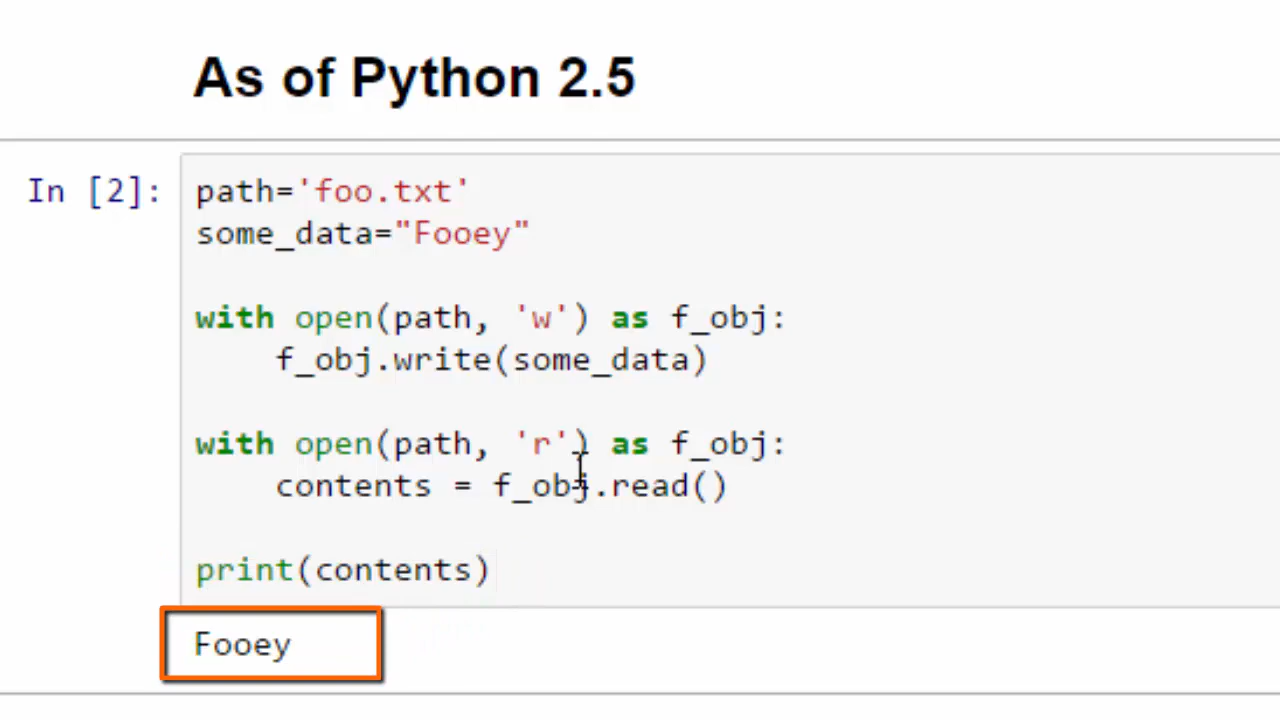 As of Python 2.5
In [2]:
path='foo.txt'
some_data="Fooey"
with open(path, 'w') as f_obj:
    f_obj.write(some_data)
with open(path, 'r') as f_obj:
    contents = f_obj.read()
print(contents)
Fooey